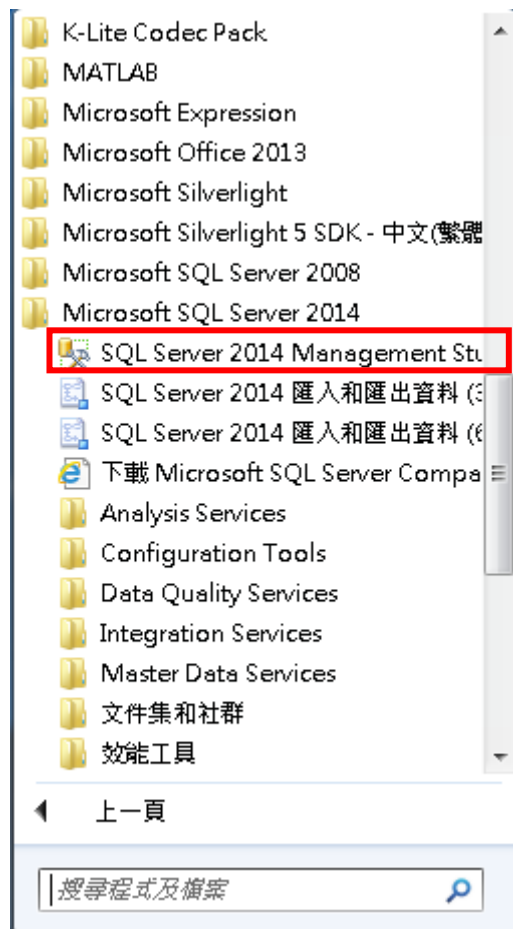 K-Lite Codec Pack
MATLAB
Microsoft Expression
Microsoft Office 2013
Microsoft Silverlight
Microsoft Silverlight 5 SDK - 中文(繁體
Microsoft SQL Server 2008
Microsoft SQL Server 2014
SQL Server 2014 Management Stu
SQL Server 2014 匯入和匯出資料 (3
SQL Server 2014 匯入和匯出資料 (6
下載 Microsoft SQL Server Compa
Analysis Services
Configuration Tools
Data Quality Services
Integration Services
Master Data Services
文件集和社群
效能工具
上一頁
搜尋程式及檔案